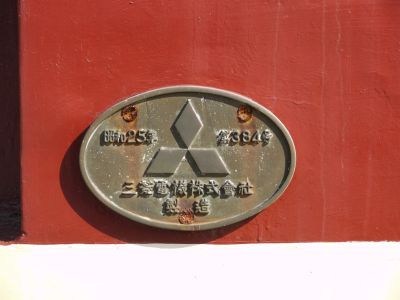 昭和25年 第384号
三菱電機株式會社
製造